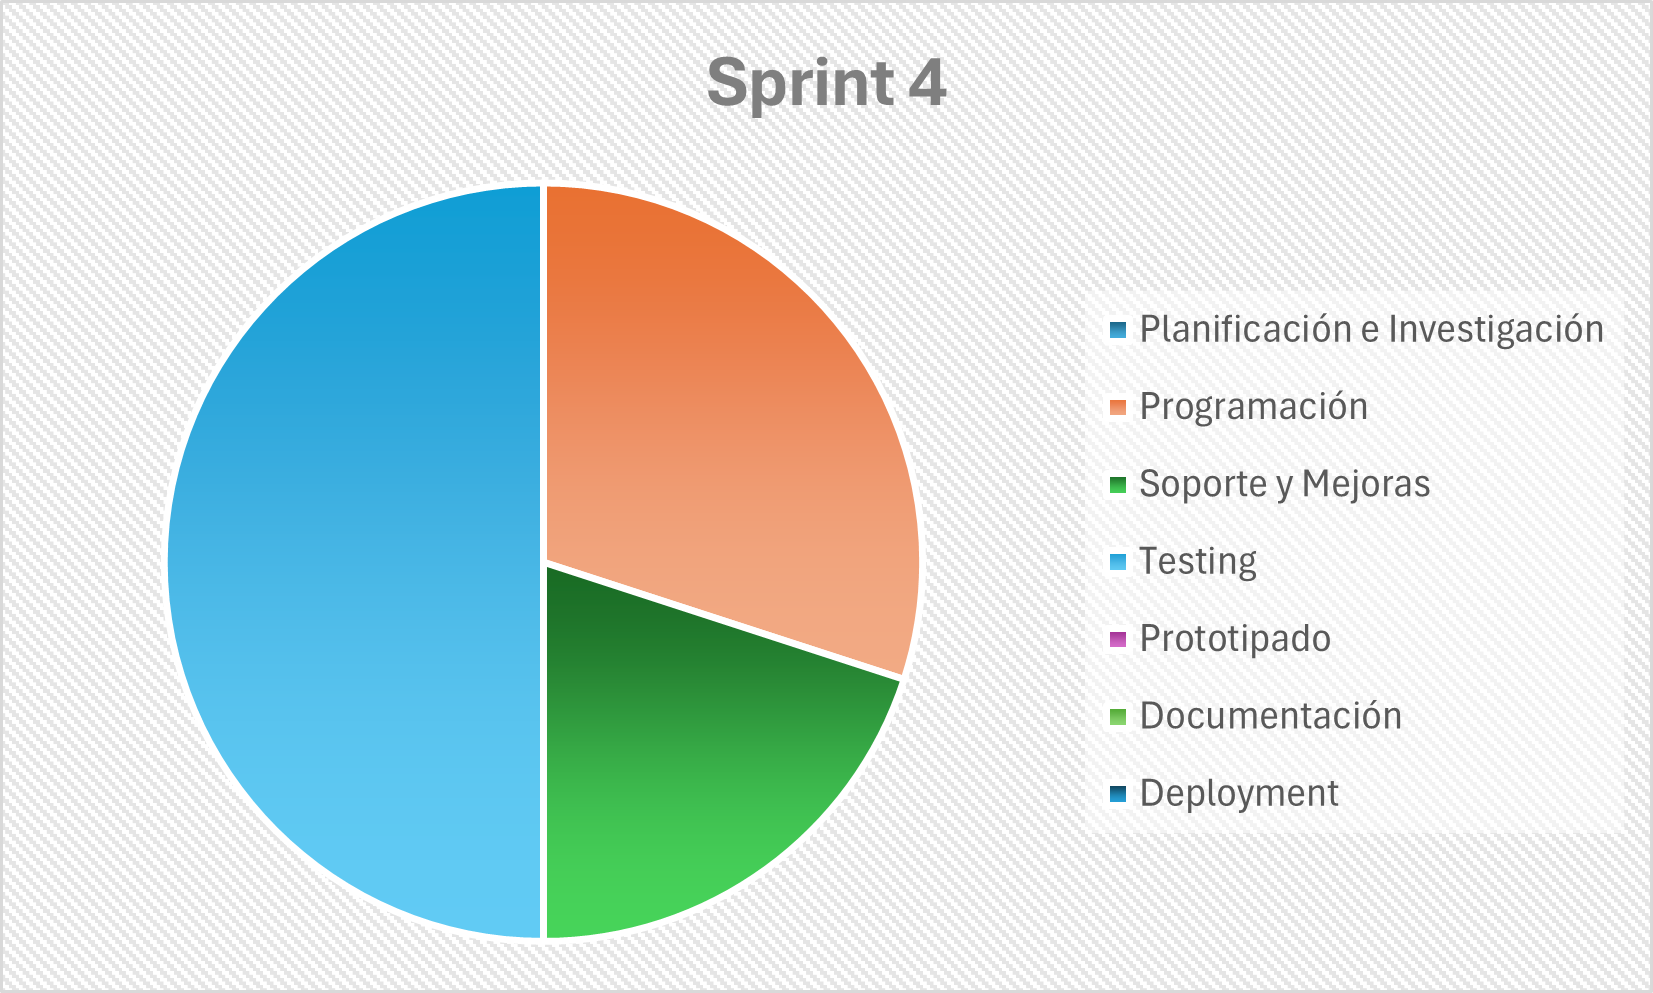 Sprint 4
Planificación e Investigación
Programación
Soporte y Mejoras
Testing
Prototipado
Documentación
Deployment